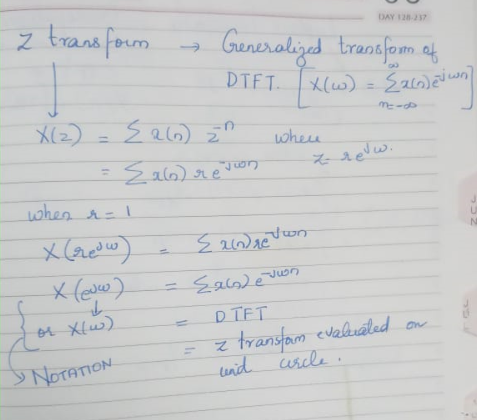 DAY 128-237
Z transform → Generalized transform of
DTFT. [X(ω) = ∞ Σ n=-∞ x(n) e^-jωn]
X(z) = Σ x(n) z^-n where
z = re^jω.
= Σ x(n) r e^-jωn
when r = 1
X(re^jω) = Σ x(n) re^-jωn
X(e^jω) = Σ x(n) e^-jωn
or X(ω) = DTFT
= z transform evaluated on
unit circle.
NOTATION
J
U
N